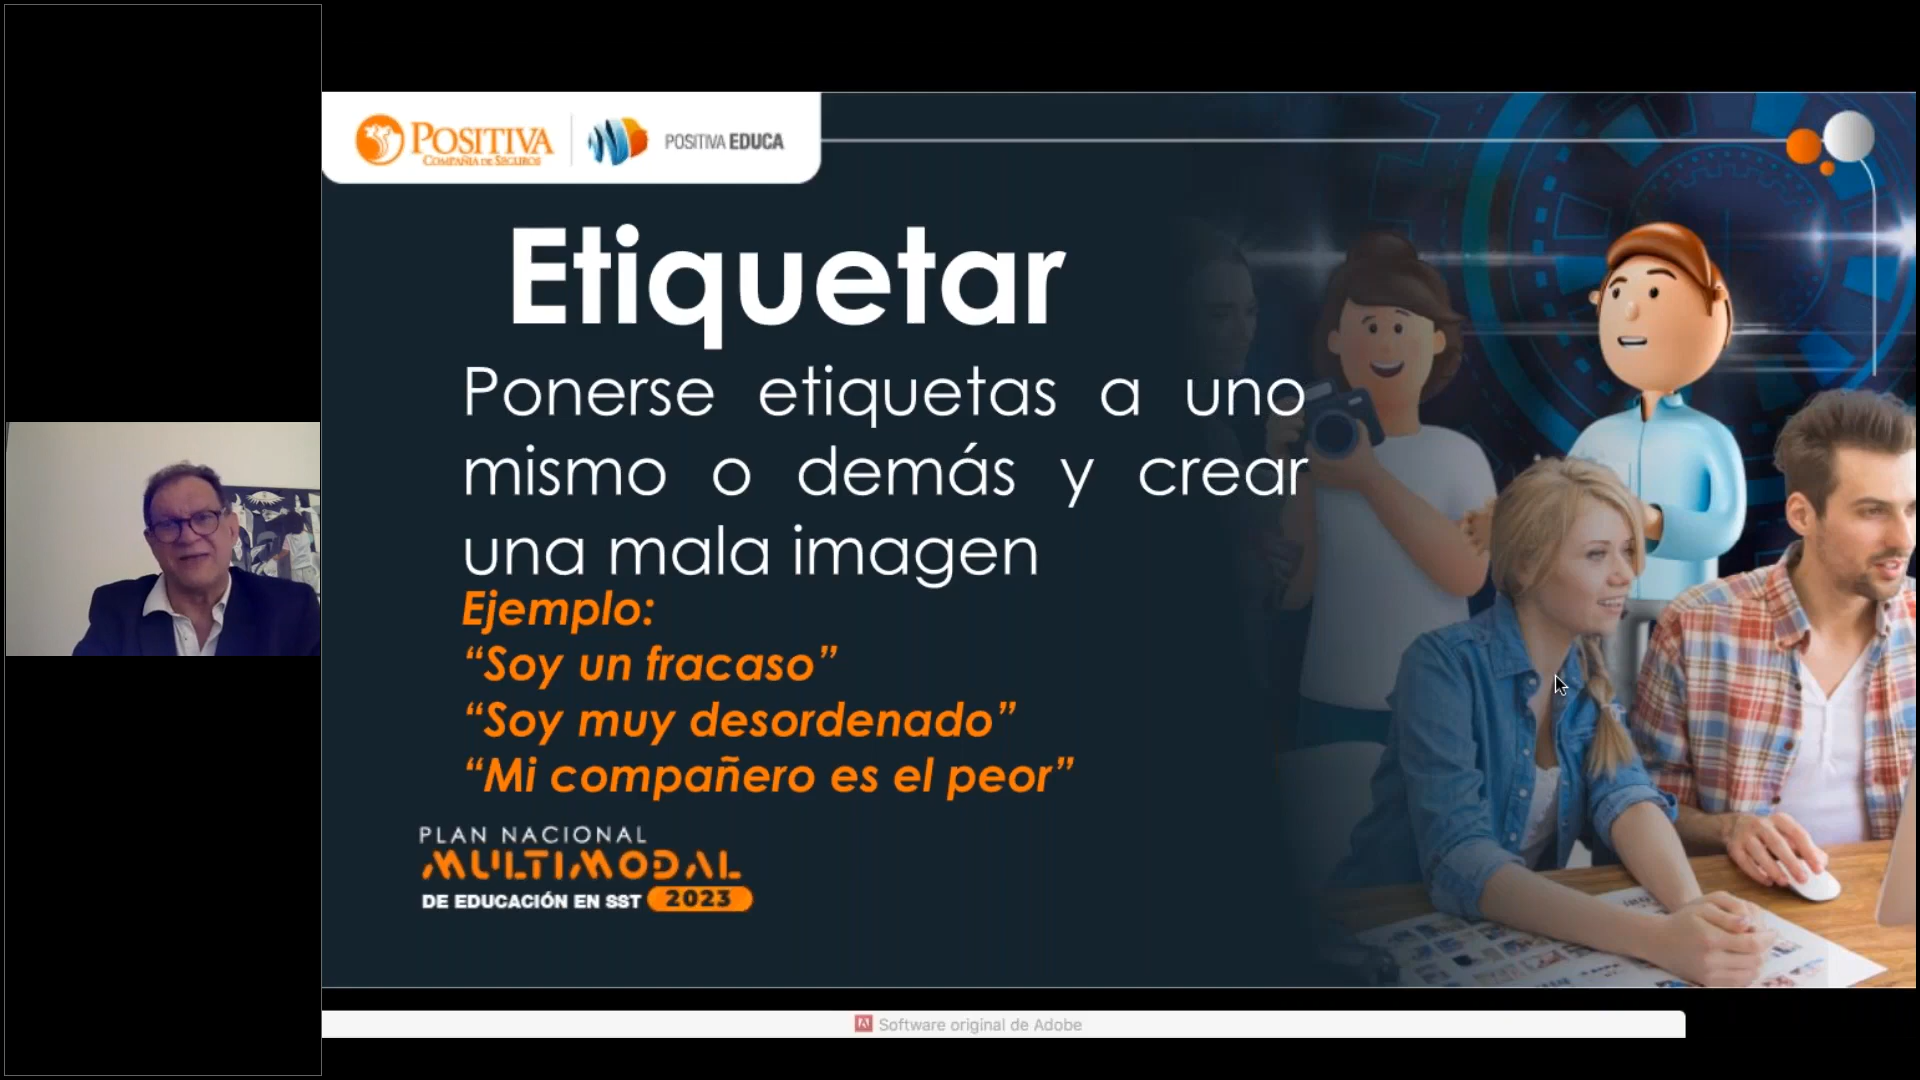 POSITIVA
COMPAÑIA DE SEGUROS
POSITIVA EDUCA
Etiquetar
Ponerse etiquetas a uno
mismo o demás y crear
una mala imagen
Ejemplo:
“Soy un fracaso”
“Soy muy desordenado”
“Mi compañero es el peor”
PLAN NACIONAL
MULTIMODAL
DE EDUCACIÓN EN SST 2023
Software original de Adobe